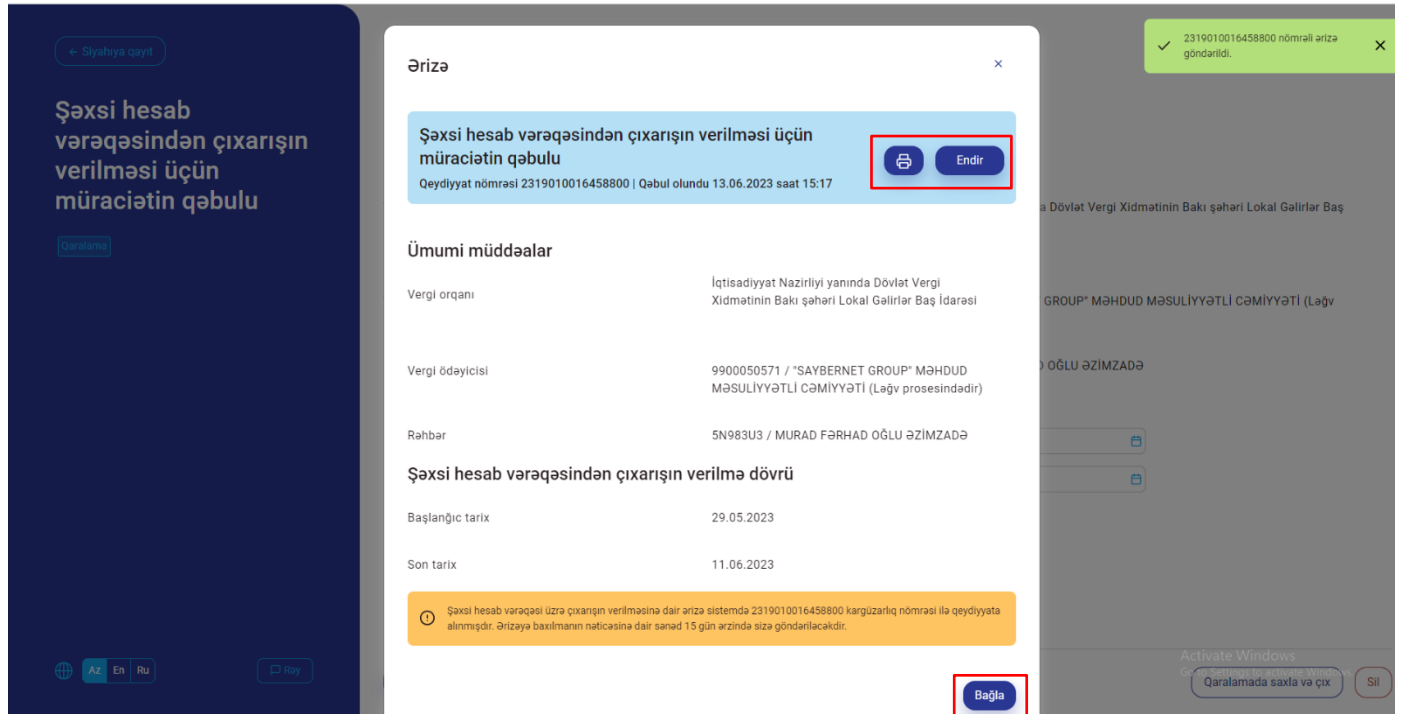 ← Siyahıya qayıt
Şəxsi hesab
vərəqəsindən çıxarışın
verilməsi üçün
müraciətin qəbulu
Qaralama
Az En Ru
Rəy
Ərizə
×
Şəxsi hesab vərəqəsindən çıxarışın verilməsi üçün
müraciətin qəbulu
Qeydiyyat nömrəsi 2319010016458800 | Qəbul olundu 13.06.2023 saat 15:17
Endir
Ümumi müddəalar
Vergi orqanı
İqtisadiyyat Nazirliyi yanında Dövlət Vergi
Xidmətinin Bakı şəhəri Lokal Gəlirlər Baş İdarəsi
Vergi ödəyicisi
9900050571 / "SAYBERNET GROUP" MƏHDUD
MƏSULİYYƏTLİ CƏMİYYƏTİ (Ləğv prosesindədir)
Rəhbər
5N983U3 / MURAD FƏRHAD OĞLU ƏZİMZADƏ
Şəxsi hesab vərəqəsindən çıxarışın verilmə dövrü
Başlanğıc tarix
29.05.2023
Son tarix
11.06.2023
Şəxsi hesab vərəqəsi üzrə çıxarışın verilməsinə dair ərizə sistemdə 2319010016458800 kargüzarlıq nömrəsi ilə qeydiyyata
alınmışdır. Ərizəyə baxılmanın nəticəsinə dair sənəd 15 gün ərzində sizə göndəriləcəkdir.
Bağla
2319010016458800 nömrəli ərizə
göndərildi.
a Dövlət Vergi Xidmətinin Bakı şəhəri Lokal Gəlirlər Baş
GROUP" MƏHDUD MƏSULİYYƏTLİ CƏMİYYƏTİ (Ləğv
OĞLU ƏZİMZADƏ
Activate Windows
Go to Settings to activate Windows.
Qaralamada saxla və çıx
Sil